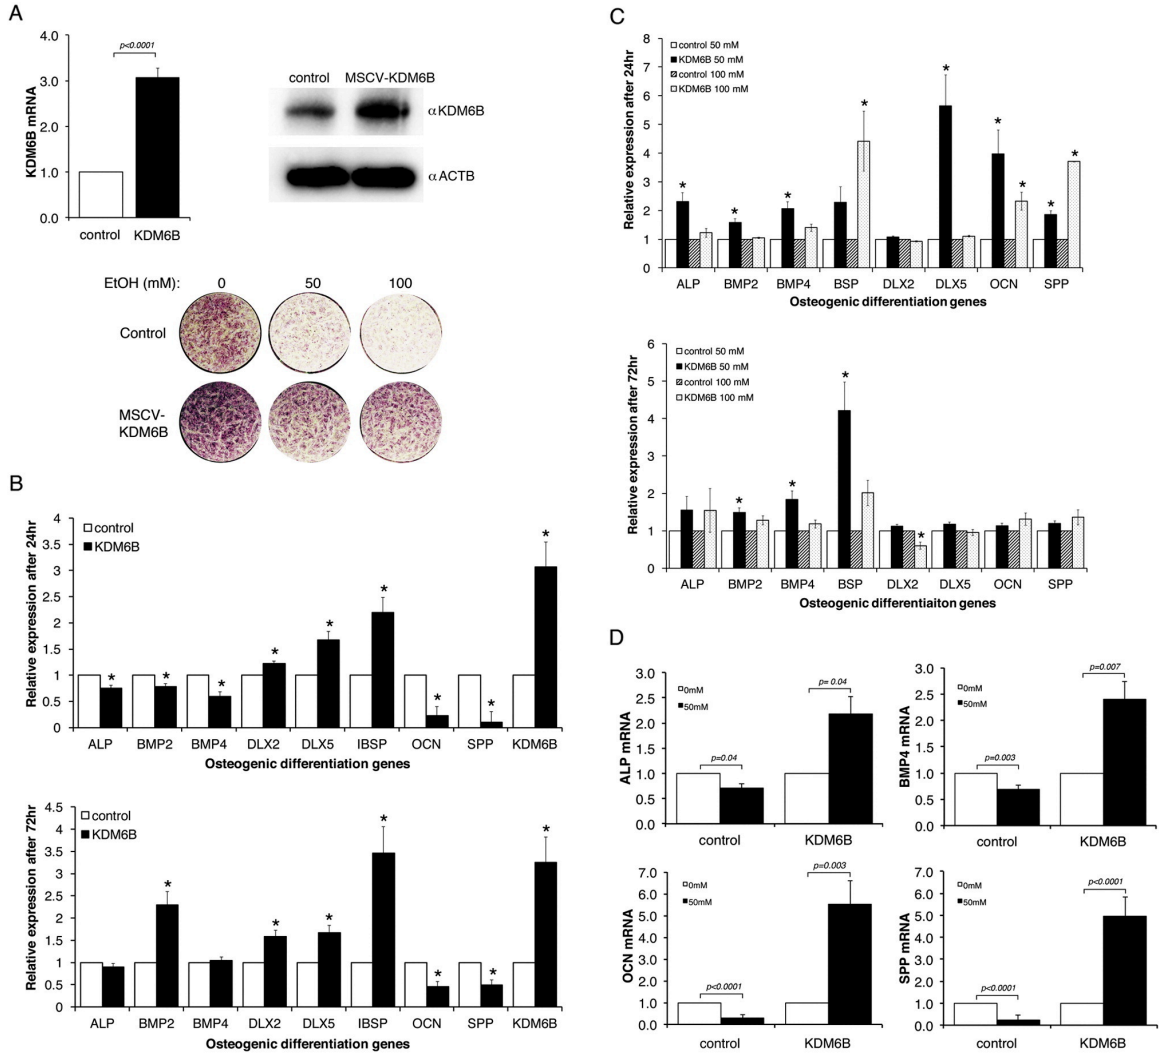 A
4.0
3.0
2.0
1.0
0.0
KDM6B mRNA
p<0.0001
control
KDM6B
control
MSCV-KDM6B
αKDM6B
αACTB
EtOH (mM):
0
50
100
Control
MSCV-
KDM6B
B
4
3.5
3
2.5
2
1.5
1
0.5
0
Relative expression after 24hr
control
KDM6B
*
*
*
*
*
*
*
*
*
ALP
BMP2
BMP4
DLX2
DLX5
IBSP
OCN
SPP
KDM6B
Osteogenic differentiation genes
4.5
4
3.5
3
2.5
2
1.5
1
0.5
0
Relative expression after 72hr
control
KDM6B
*
*
*
*
*
*
*
ALP
BMP2
BMP4
DLX2
DLX5
IBSP
OCN
SPP
KDM6B
Osteogenic differentiation genes
C
8
7
6
5
4
3
2
1
0
Relative expression after 24hr
control 50 mM
KDM6B 50 mM
control 100 mM
KDM6B 100 mM
*
*
*
*
*
*
*
*
*
ALP
BMP2
BMP4
BSP
DLX2
DLX5
OCN
SPP
Osteogenic differentiation genes
6
5
4
3
2
1
0
Relative expression after 72hr
control 50 mM
KDM6B 50 mM
control 100 mM
KDM6B 100 mM
*
*
*
*
ALP
BMP2
BMP4
BSP
DLX2
DLX5
OCN
SPP
Osteogenic differentiaiton genes
D
3.0
2.5
2.0
1.5
1.0
0.5
0.0
ALP mRNA
0mM
50mM
p=0.04
p= 0.04
control
KDM6B
3.0
2.5
2.0
1.5
1.0
0.5
0.0
BMP4 mRNA
0mM
50mM
p=0.003
p=0.007
control
KDM6B
7.0
6.0
5.0
4.0
3.0
2.0
1.0
0.0
OCN mRNA
0mM
50mM
p<0.0001
p=0.003
control
KDM6B
7.0
6.0
5.0
4.0
3.0
2.0
1.0
0.0
SPP mRNA
0mM
50mM
p<0.0001
p<0.0001
control
KDM6B